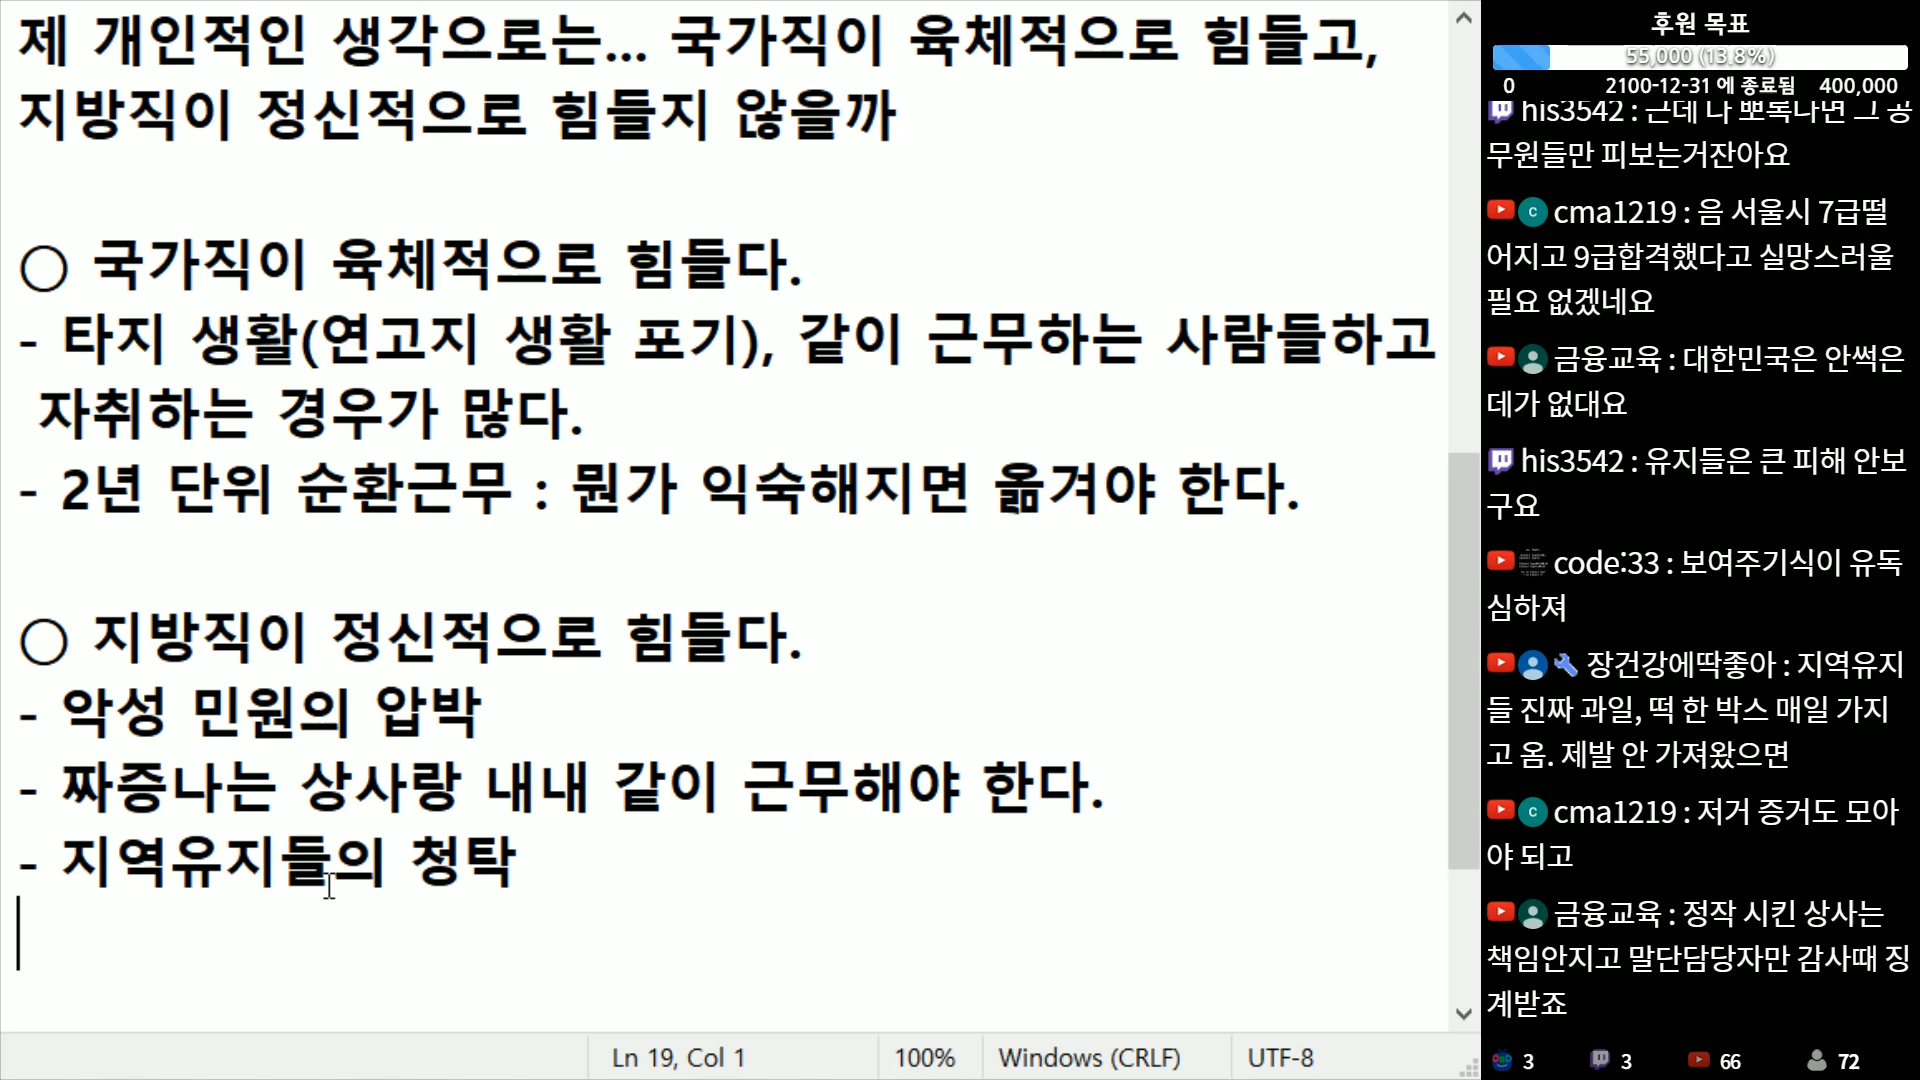 제 개인적인 생각으로는... 국가직이 육체적으로 힘들고,
지방직이 정신적으로 힘들지 않을까
○ 국가직이 육체적으로 힘들다.
- 타지 생활(연고지 생활 포기), 같이 근무하는 사람들하고
자취하는 경우가 많다.
- 2년 단위 순환근무 : 뭔가 익숙해지면 옮겨야 한다.
○ 지방직이 정신적으로 힘들다.
- 악성 민원의 압박
- 짜증나는 상사랑 내내 같이 근무해야 한다.
- 지역유지들의 청탁
Ln 19, Col 1
100%
Windows (CRLF)
UTF-8
후원 목표
55,000 (13.8%)
0
2100-12-31 에 종료됨
400,000
his3542 : 근데 나 뽀록나면 그 공
무원들만 피보는거잖아요
cma1219 : 음 서울시 7급떨
어지고 9급합격했다고 실망스러울
필요 없겠네요
금융교육 : 대한민국은 안썩은
데가 없대요
his3542 : 유지들은 큰 피해 안보
구요
code:33 : 보여주기식이 유독
심하져
장건강에딱좋아 : 지역유지
들 진짜 과일, 떡 한 박스 매일 가지
고 옴. 제발 안 가져왔으면
cma1219 : 저거 증거도 모아
야 되고
금융교육 : 정작 시킨 상사는
책임안지고 말단담당자만 감사때 징
계받죠
3
3
66
72